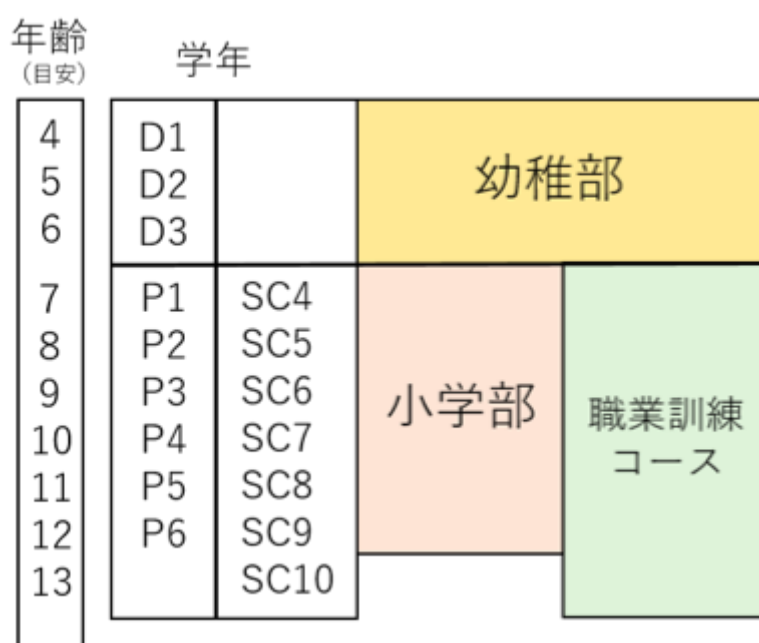 年齢
(目安)
学年
4 D1
5 D2
6 D3
幼稚部
7 P1 SC4
8 P2 SC5
9 P3 SC6
10 P4 SC7
11 P5 SC8
12 P6 SC9
13 SC10
小学部
職業訓練
コース